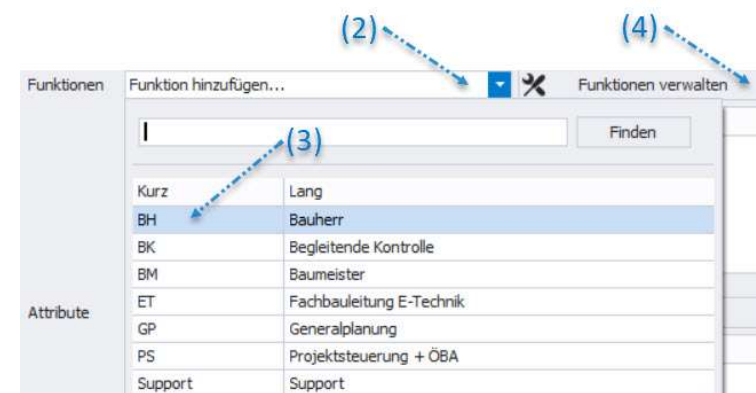 (2) (4)
Funktionen Funktion hinzufügen... Funktionen verwalten
Finden
(3)
Kurz Lang
BH Bauherr
BK Begleitende Kontrolle
BM Baumeister
ET Fachbauleitung E-Technik
Attribute
GP Generalplanung
PS Projektsteuerung + ÖBA
Support Support